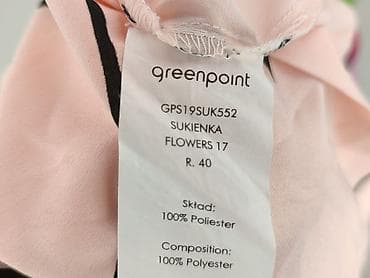 greenpoint
GPS19SUK552
SUKIENKA
FLOWERS 17
R. 40
Skład:
100% Poliester
Composition:
100% Polyester